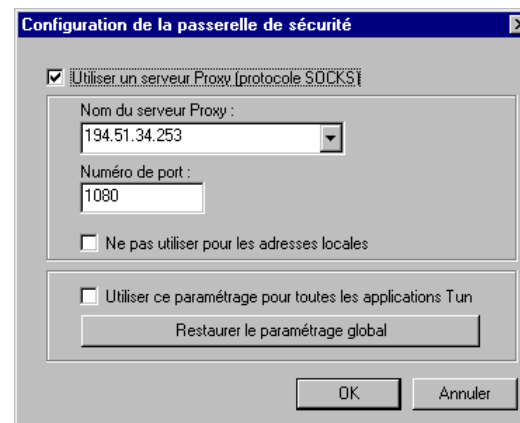 Configuration de la passerelle de sécurité
Utiliser un serveur Proxy (protocole SOCKS)
Nom du serveur Proxy :
194.51.34.253
Numéro de port :
1080
Ne pas utiliser pour les adresses locales
Utiliser ce paramétrage pour toutes les applications Tun
Restaurer le paramétrage global
OK Annuler